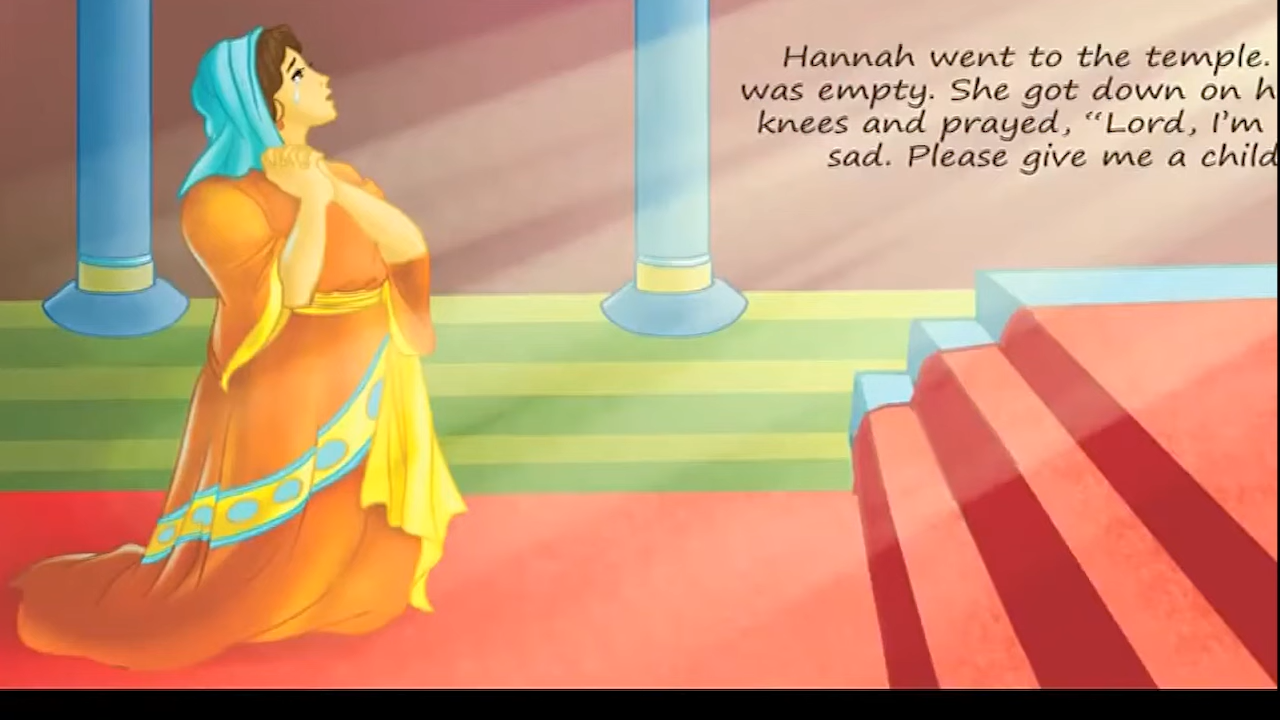 Hannah went to the temple.
was empty. She got down on h
knees and prayed, “Lord, I’m
sad. Please give me a child